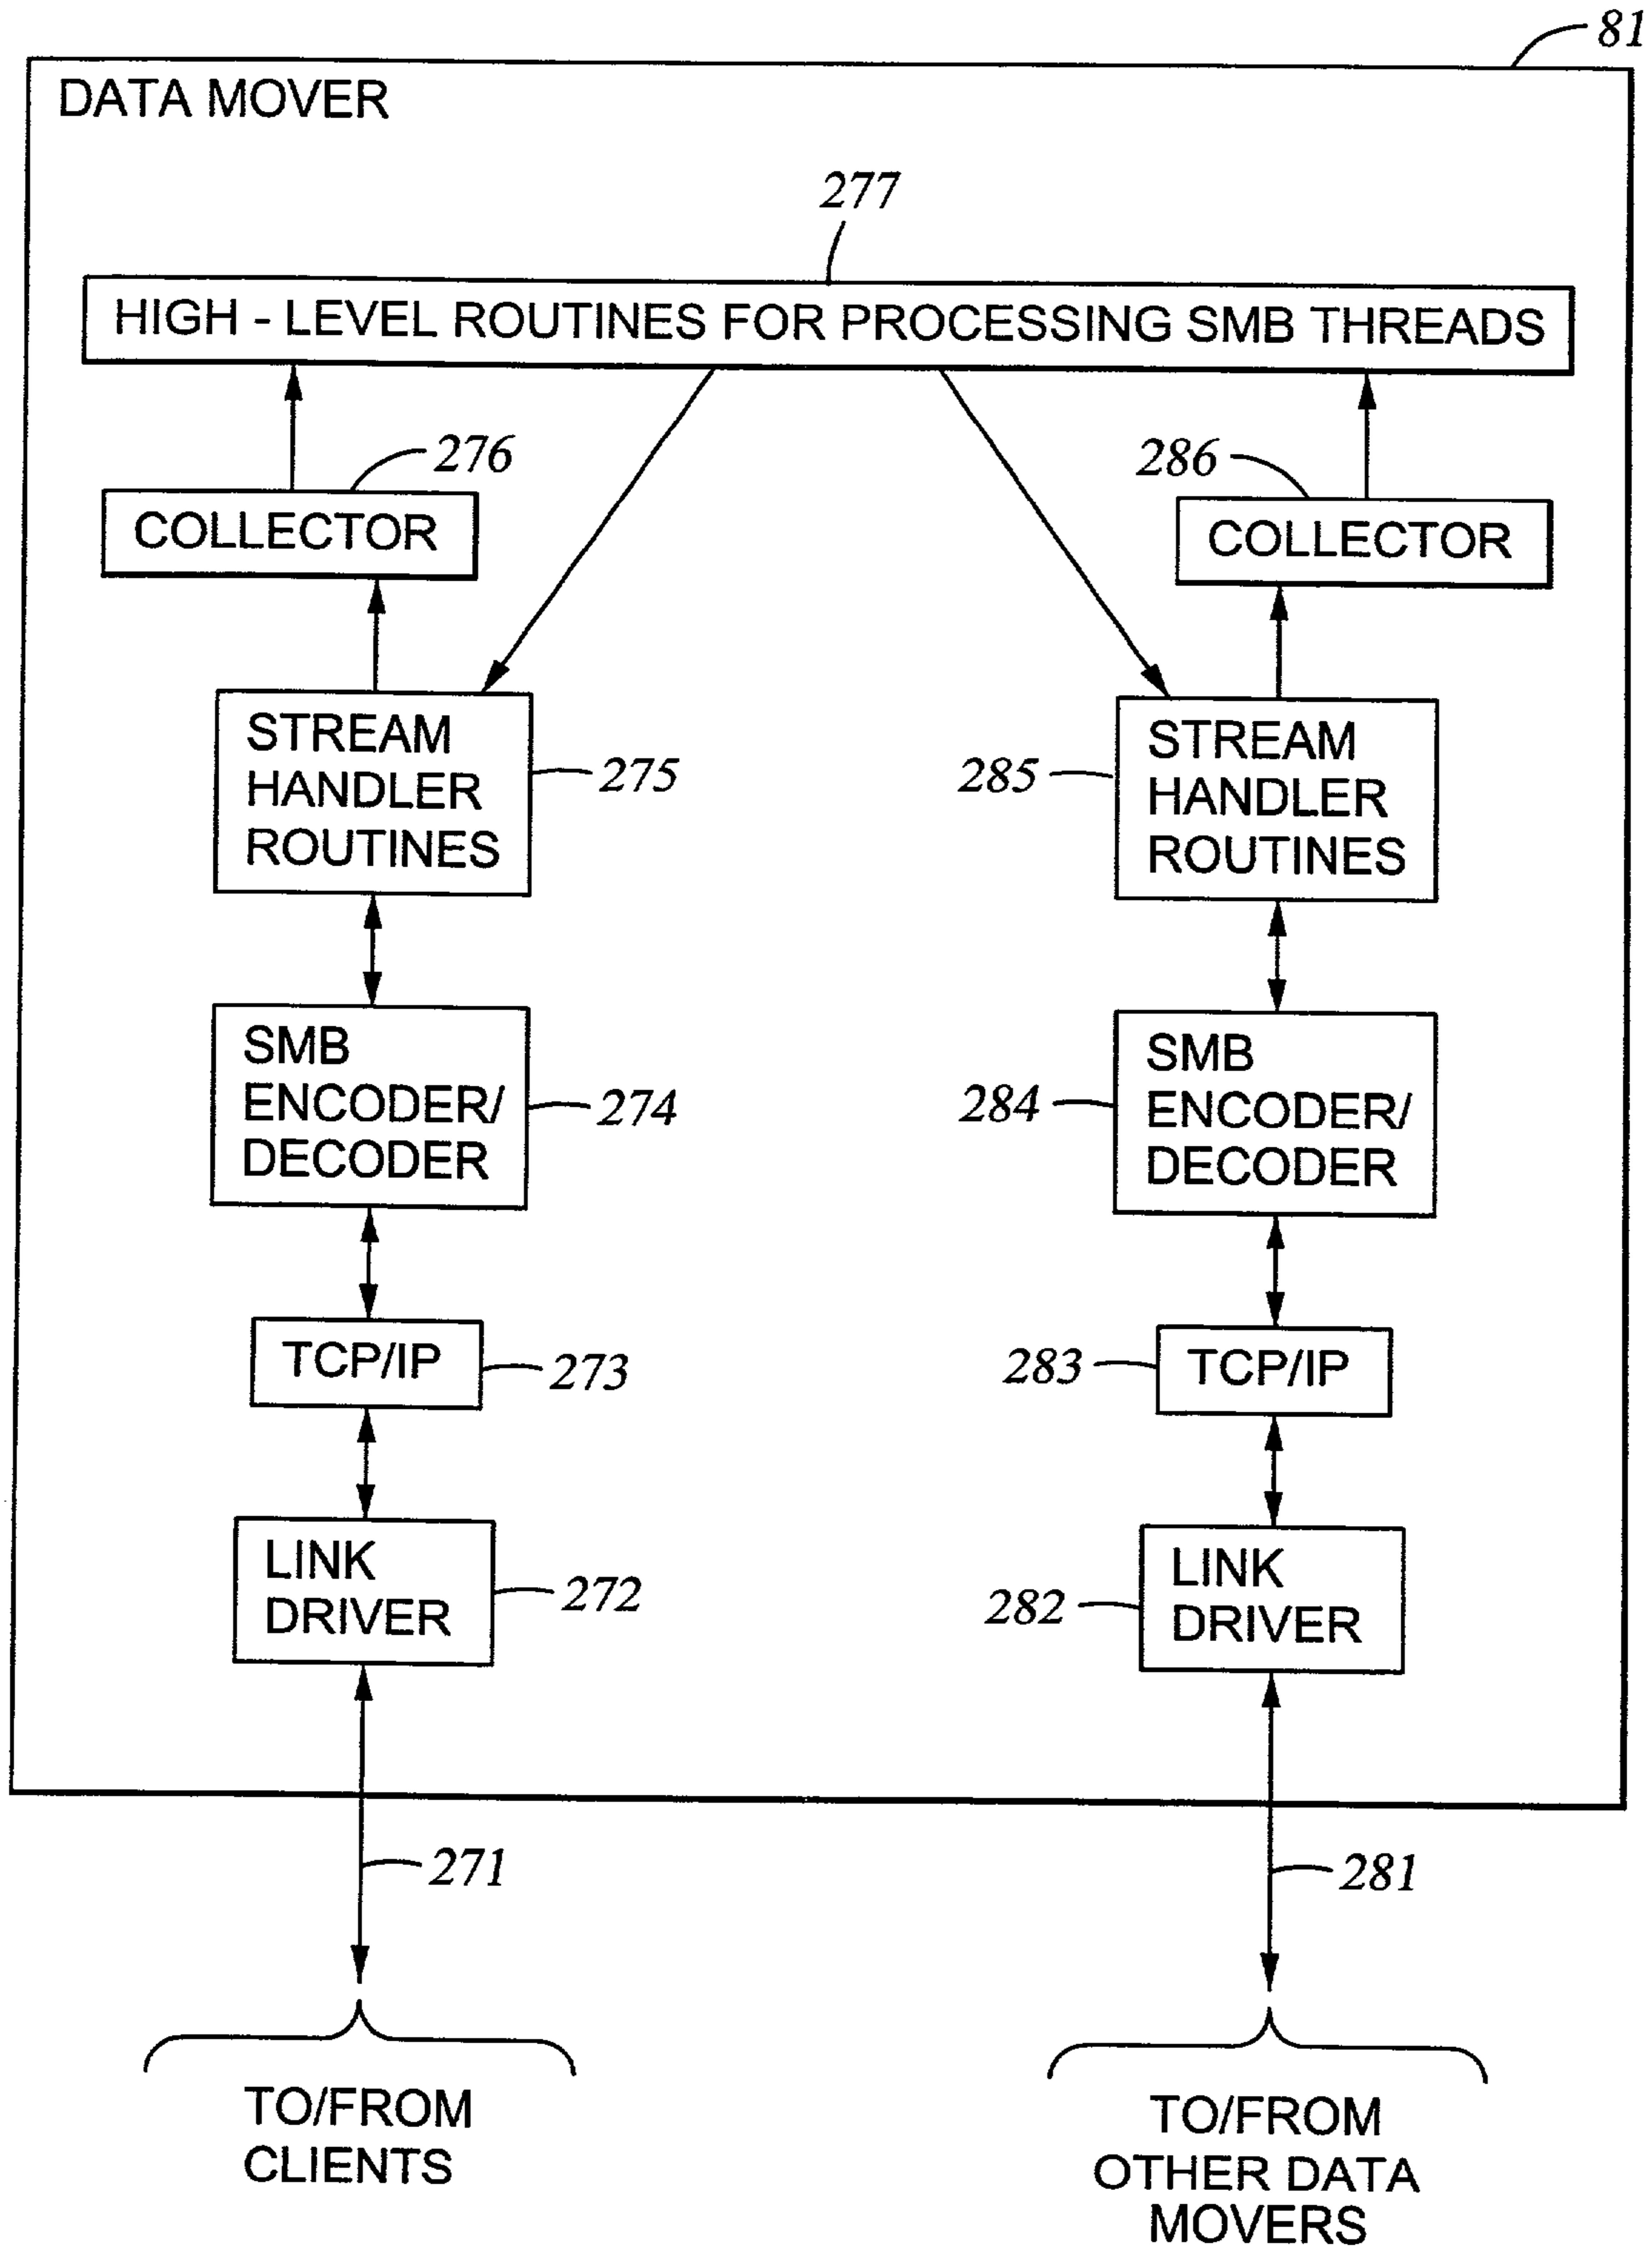 81
DATA MOVER
277
HIGH - LEVEL ROUTINES FOR PROCESSING SMB THREADS
276
COLLECTOR
286
COLLECTOR
STREAM
HANDLER
ROUTINES
275
285
STREAM
HANDLER
ROUTINES
SMB
ENCODER/
DECODER
274
284
SMB
ENCODER/
DECODER
TCP/IP
273
283
TCP/IP
LINK
DRIVER
272
282
LINK
DRIVER
271
281
TO/FROM
CLIENTS
TO/FROM
OTHER DATA
MOVERS